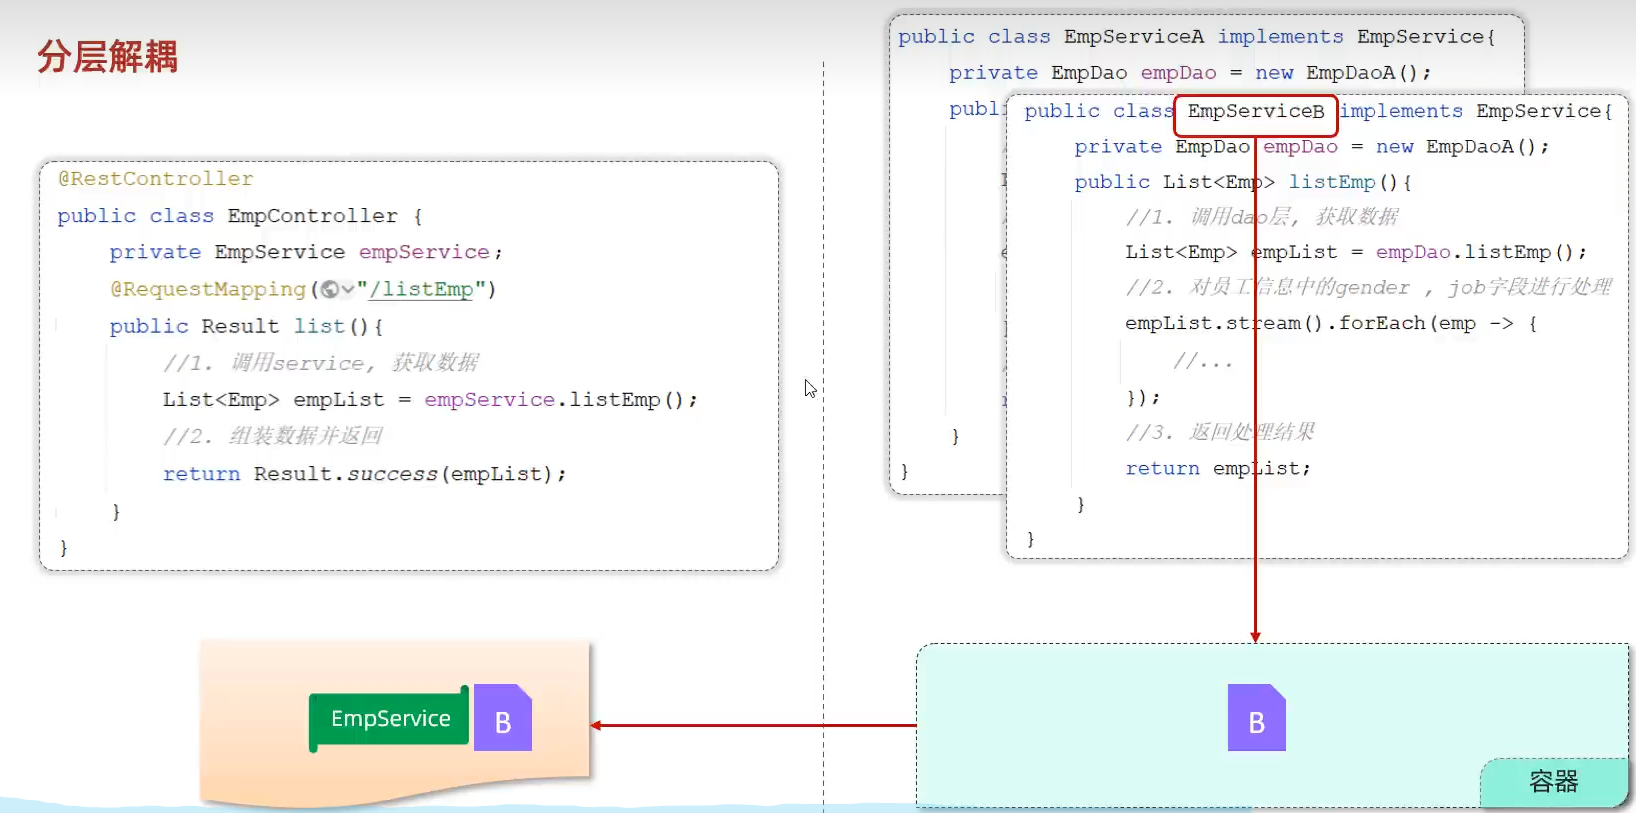 分层解耦
@RestController
public class EmpController {
private EmpService empService;
@RequestMapping("/listEmp")
public Result list(){
//1. 调用service, 获取数据
List<Emp> empList = empService.listEmp();
//2. 组装数据并返回
return Result.success(empList);
}
}
public class EmpServiceA implements EmpService{
private EmpDao empDao = new EmpDaoA();
publi
}
}
public class EmpServiceB implements EmpService{
private EmpDao empDao = new EmpDaoA();
public List<Emp> listEmp(){
//1. 调用dao层, 获取数据
List<Emp> empList = empDao.listEmp();
//2. 对员工信息中的gender , job字段进行处理
empList.stream().forEach(emp -> {
//...
});
//3. 返回处理结果
return empList;
}
}
EmpService
B
B
容器